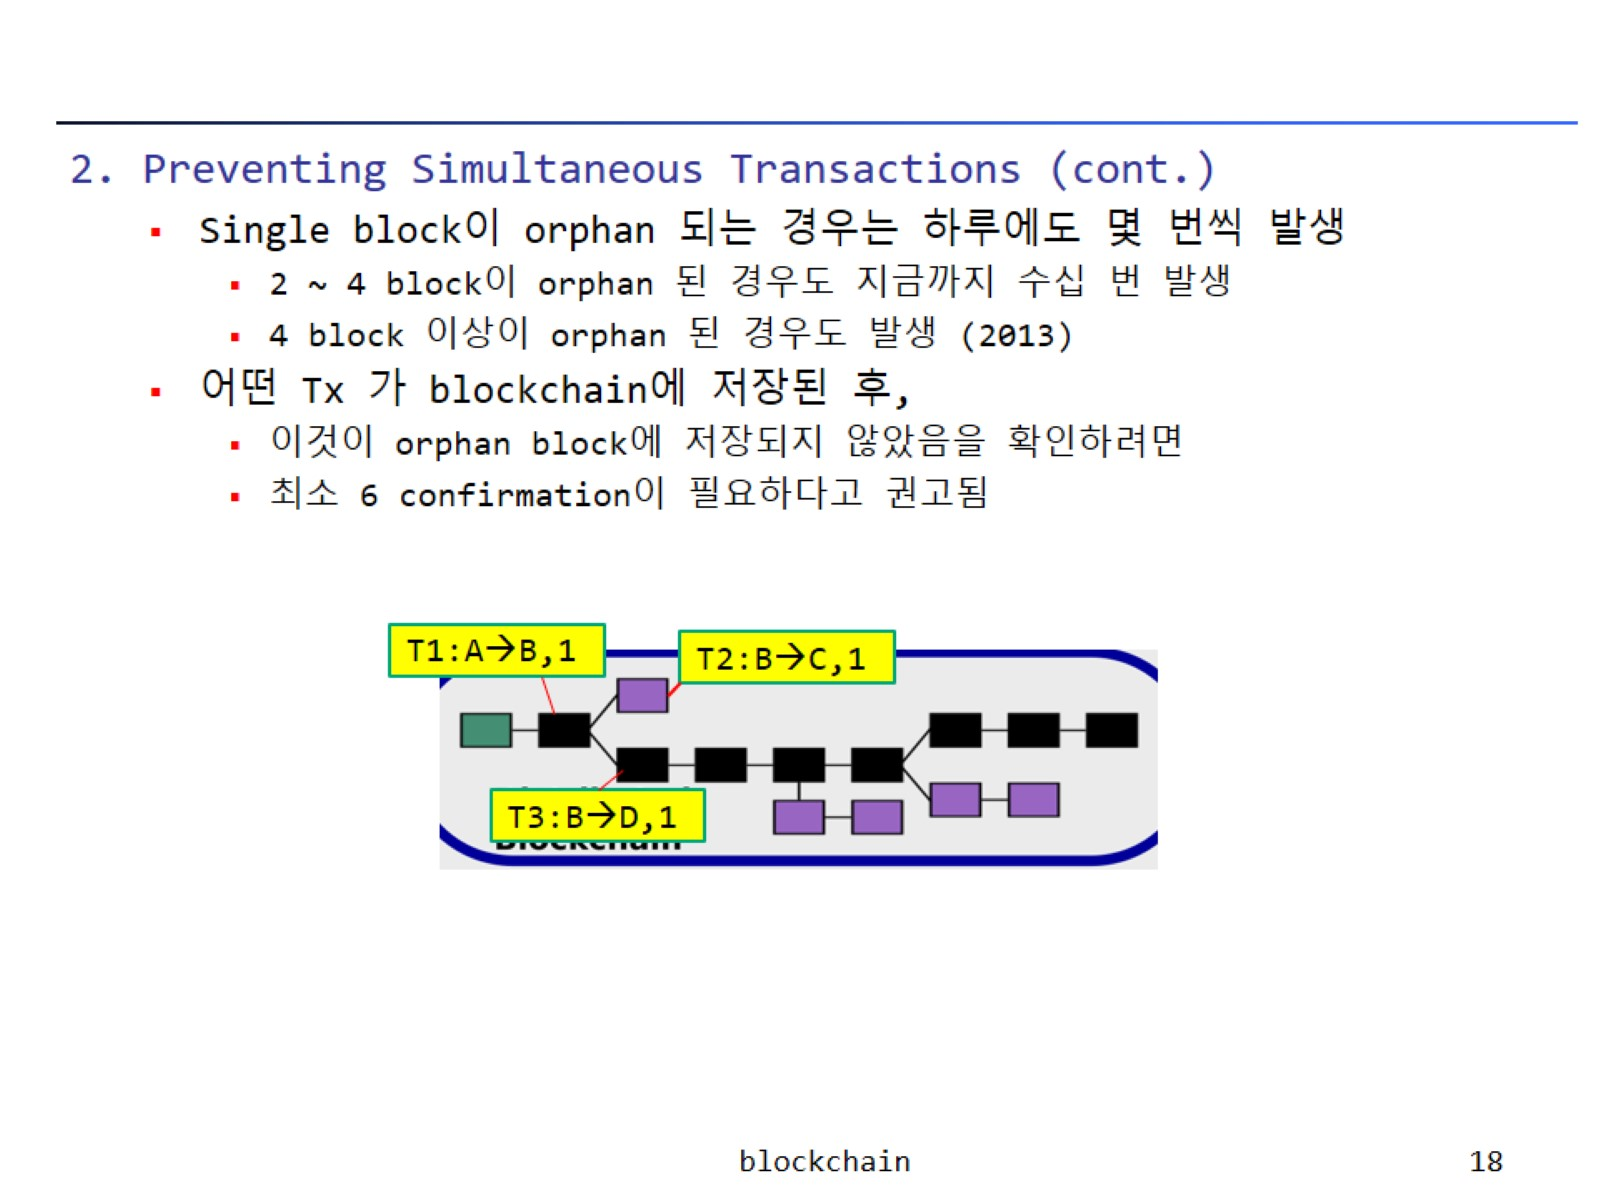 2. Preventing Simultaneous Transactions (cont.)
▪ Single block이 orphan 되는 경우는 하루에도 몇 번씩 발생
▪ 2 ~ 4 block이 orphan 된 경우도 지금까지 수십 번 발생
▪ 4 block 이상이 orphan 된 경우도 발생 (2013)
▪ 어떤 Tx 가 blockchain에 저장된 후,
▪ 이것이 orphan block에 저장되지 않았음을 확인하려면
▪ 최소 6 confirmation이 필요하다고 권고됨
T1:A→B,1
T2:B→C,1
T3:B→D,1
Blockchain
blockchain
18